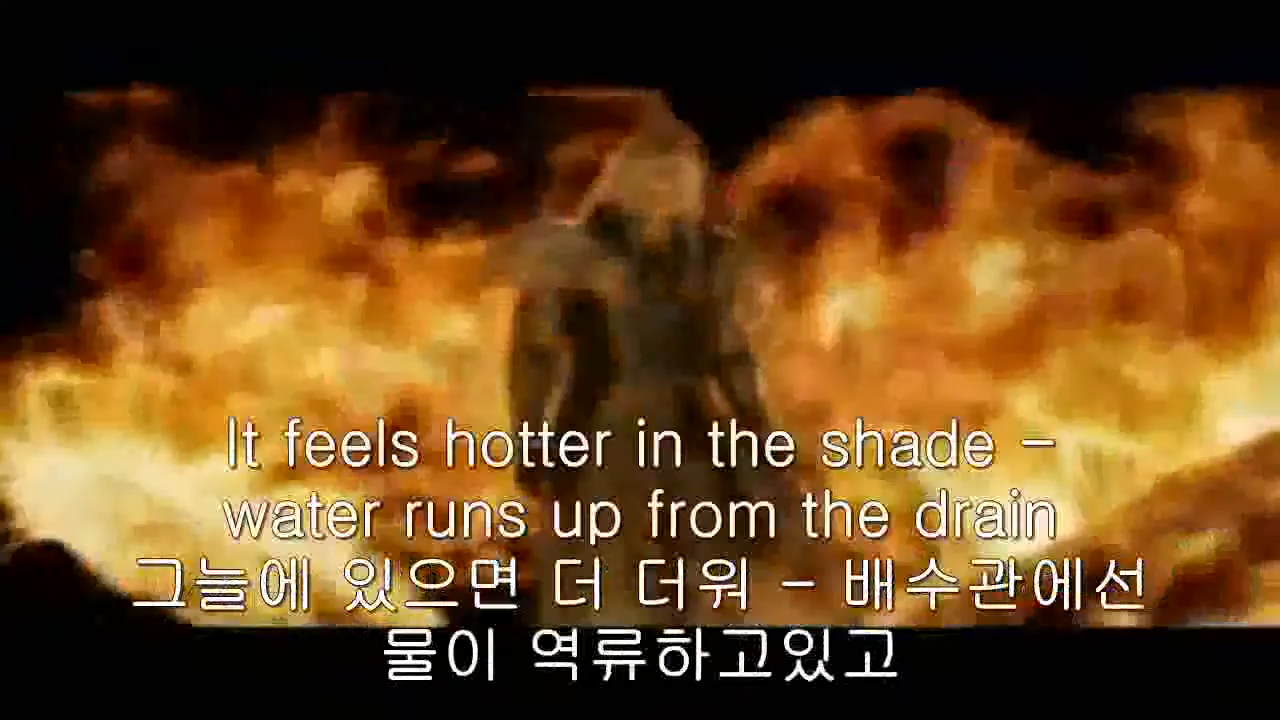 It feels hotter in the shade -
water runs up from the drain
그늘에 있으면 더 더워 - 배수관에선
물이 역류하고있고